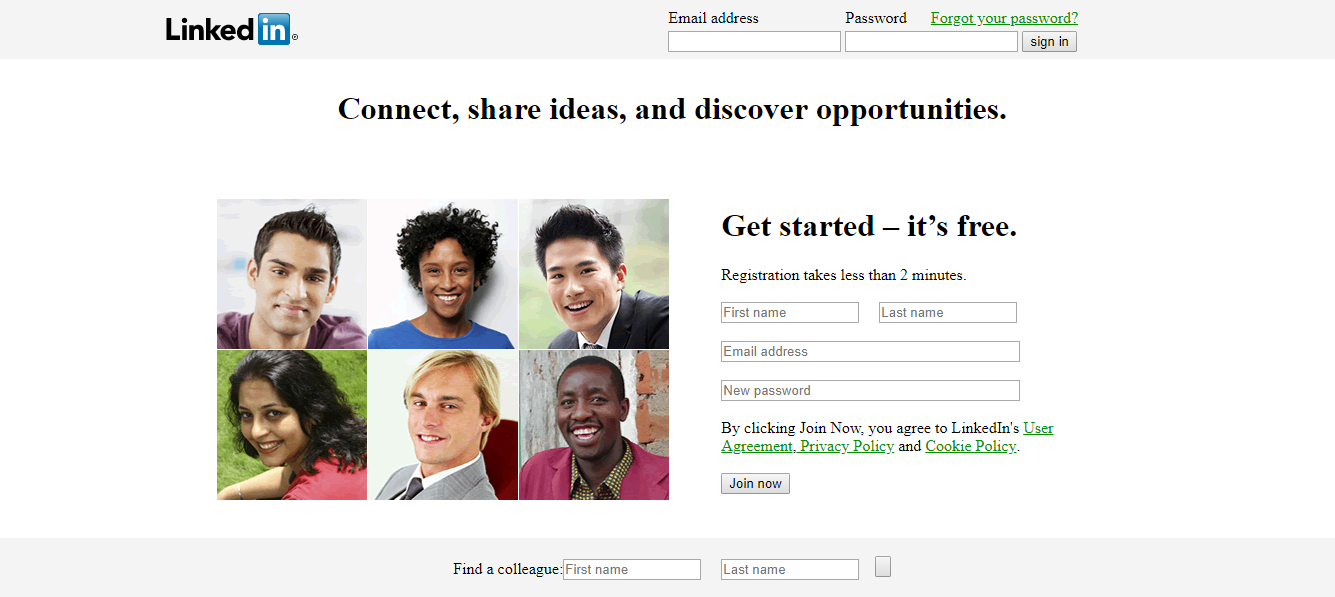 Linked in ®
Email address Password Forgot your password?
sign in
Connect, share ideas, and discover opportunities.
Get started – it’s free.
Registration takes less than 2 minutes.
First name Last name
Email address
New password
By clicking Join Now, you agree to LinkedIn's User
Agreement, Privacy Policy and Cookie Policy.
Join now
Find a colleague: First name Last name